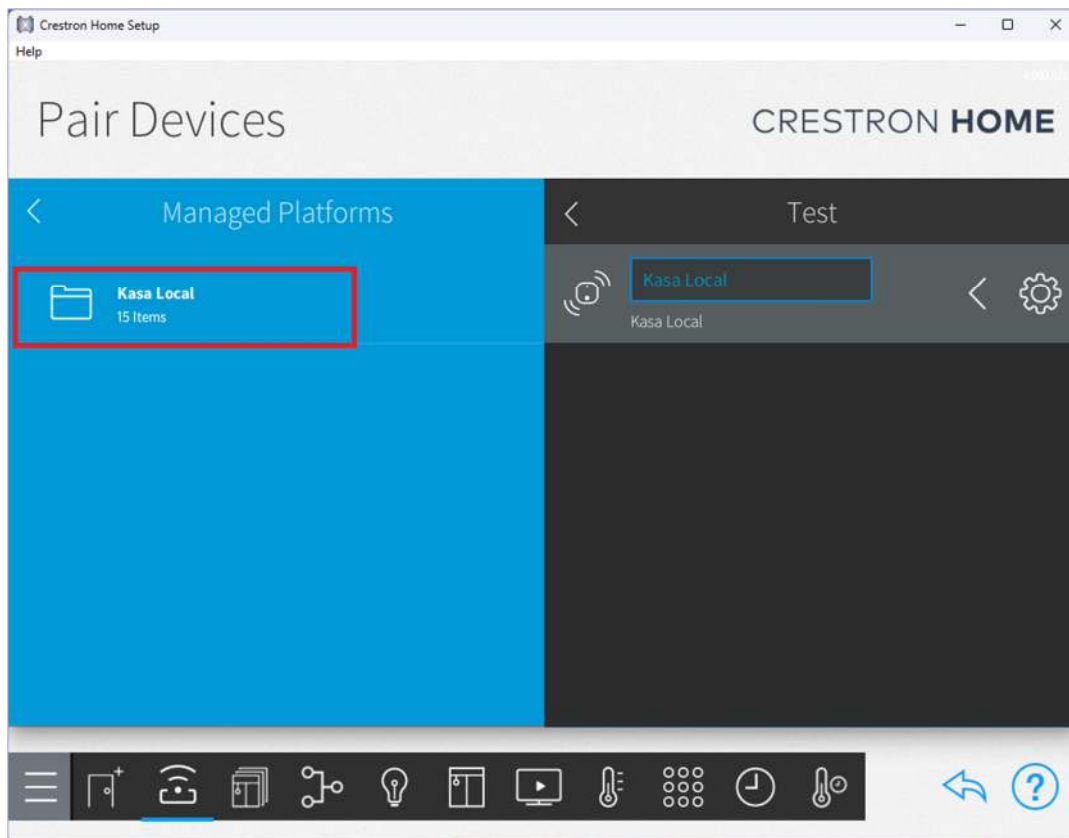 Crestron Home Setup
Help
Pair Devices
CRESTRON HOME
Managed Platforms
Test
Kasa Local
15 Items
Kasa Local
Kasa Local
?